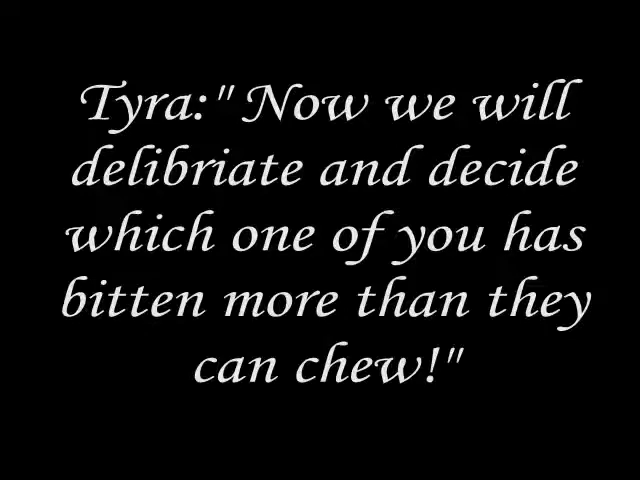 Tyra:" Now we will
delibriate and decide
which one of you has
bitten more than they
can chew!"